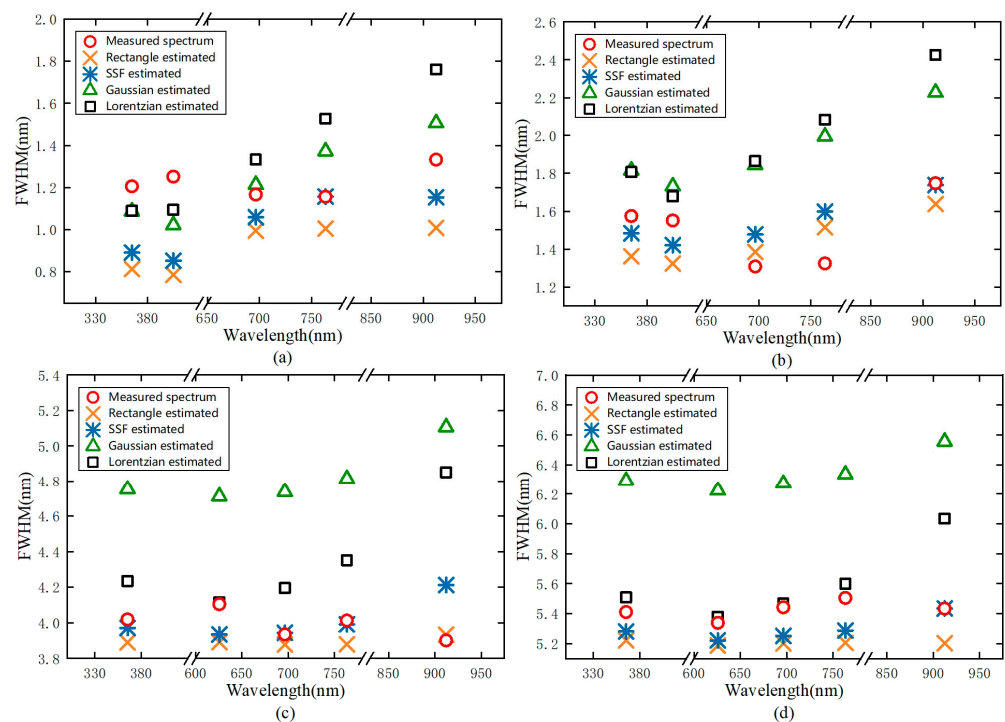 2.0
1.8
1.6
1.4
1.2
1.0
0.8
FWHM(nm)
Measured spectrum
Rectangle estimated
SSF estimated
Gaussian estimated
Lorentzian estimated
330 380 650 700 750 850 900 950
Wavelength(nm)
(a)
2.6
2.4
2.2
2.0
1.8
1.6
1.4
1.2
FWHM(nm)
Measured spectrum
Rectangle estimated
SSF estimated
Gaussian estimated
Lorentzian estimated
330 380 650 700 750 850 900 950
Wavelength(nm)
(b)
5.4
5.2
5.0
4.8
4.6
4.4
4.2
4.0
3.8
FWHM(nm)
Measured spectrum
Rectangle estimated
SSF estimated
Gaussian estimated
Lorentzian estimated
330 380 600 650 700 750 850 900 950
Wavelength(nm)
(c)
7.0
6.8
6.6
6.4
6.2
6.0
5.8
5.6
5.4
5.2
FWHM(nm)
Measured spectrum
Rectangle estimated
SSF estimated
Gaussian estimated
Lorentzian estimated
330 380 600 650 700 750 850 900 950
Wavelength(nm)
(d)